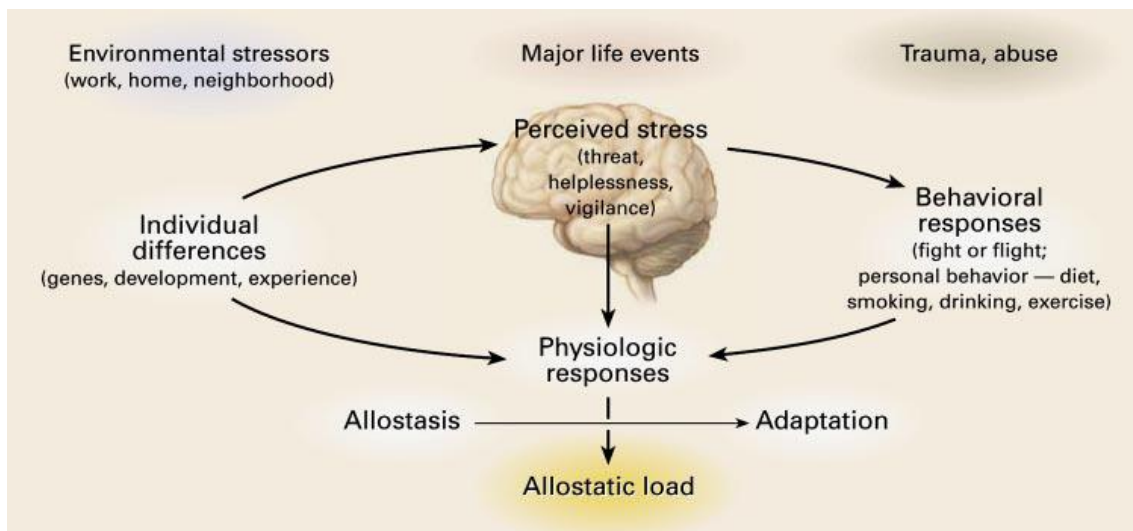 Environmental stressors
(work, home, neighborhood)
Major life events
Trauma, abuse
Perceived stress
(threat,
helplessness,
vigilance)
Individual
differences
(genes, development, experience)
Behavioral
responses
(fight or flight;
personal behavior — diet,
smoking, drinking, exercise)
Physiologic
responses
Allostasis
Adaptation
Allostatic load